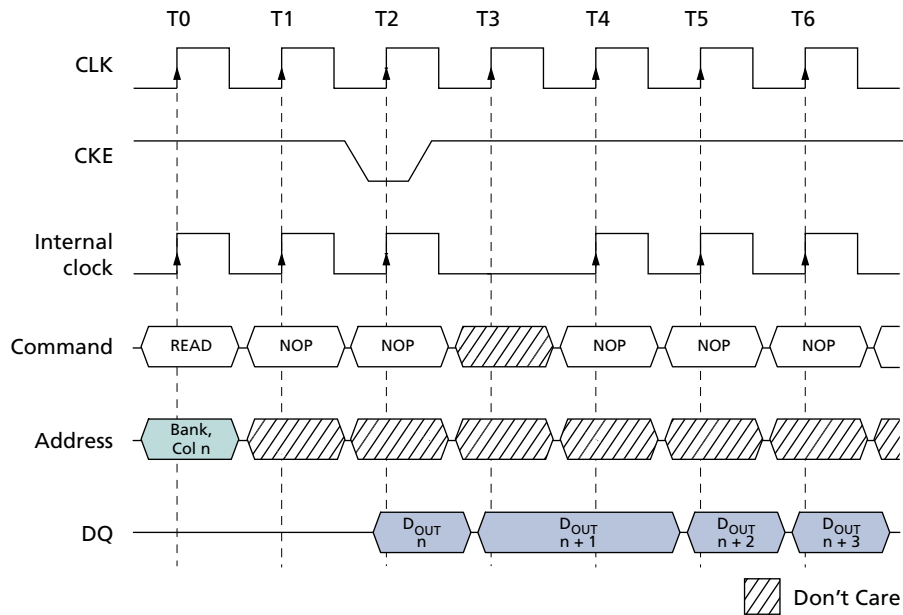 T0 T1 T2 T3 T4 T5 T6
CLK
CKE
Internal
clock
Command READ NOP NOP NOP NOP NOP
Address Bank,
Col n
DQ DOUT DOUT DOUT DOUT
n n + 1 n + 2 n + 3
Don't Care